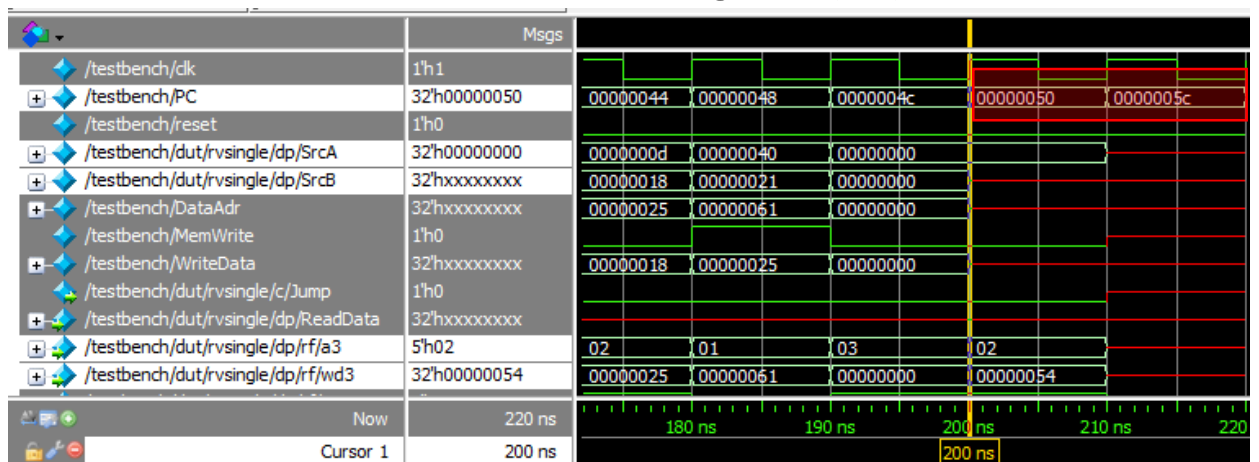 Msgs
/testbench/clk 1'h1
/testbench/PC 32'h00000050 00000044 00000048 0000004c 00000050 0000005c
/testbench/reset 1'h0
/testbench/dut/rvsingle/dp/SrcA 32'h00000000 0000000d 00000040 00000000
/testbench/dut/rvsingle/dp/SrcB 32'hxxxxxxxx 00000018 00000021 00000000
/testbench/DataAdr 32'hxxxxxxxx 00000025 00000061 00000000
/testbench/MemWrite 1'h0
/testbench/WriteData 32'hxxxxxxxx 00000018 00000025 00000000
/testbench/dut/rvsingle/c/Jump 1'h0
/testbench/dut/rvsingle/dp/ReadData 32'hxxxxxxxx
/testbench/dut/rvsingle/dp/rf/a3 5'h02 02 01 03 02
/testbench/dut/rvsingle/dp/rf/wd3 32'h00000054 00000025 00000061 00000000 00000054
Now 220 ns 180 ns 190 ns 200 ns 210 ns 220
Cursor 1 200 ns 200 ns